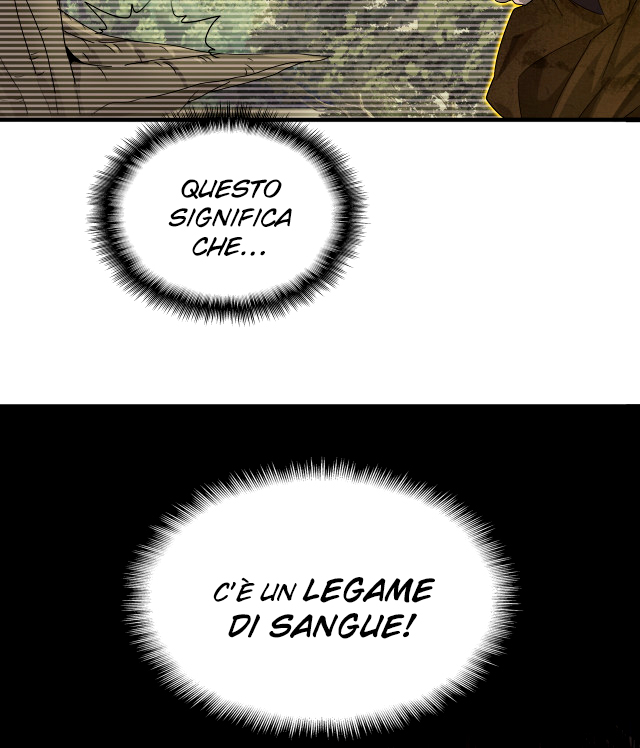 QUESTO
SIGNIFICA
CHE...
C'È UN LEGAME
DI SANGUE!